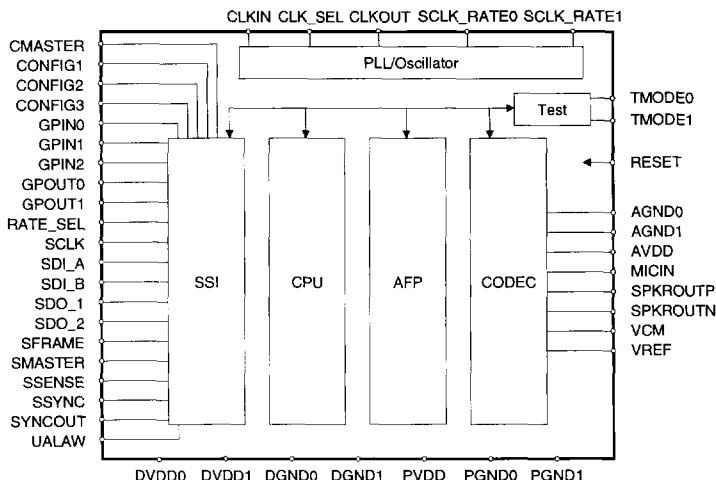 CLKIN CLK_SEL CLKOUT SCLK_RATE0 SCLK_RATE1
PLL/Oscillator
CMASTER
CONFIG1
CONFIG2
CONFIG3
GPIN0
GPIN1
GPIN2
GPOUT0
GPOUT1
RATE_SEL
SCLK
SDI_A
SDI_B
SDO_1
SDO_2
SFRAME
SMASTER
SSENSE
SSYNC
SYNCOUT
UALAW
SSI
CPU
AFP
CODEC
Test
TMODE0
TMODE1
RESET
AGND0
AGND1
AVDD
MICIN
SPKROUTP
SPKROUTN
VCM
VREF
DVDD0 DVDD1 DGND0 DGND1 PVDD PGND0 PGND1